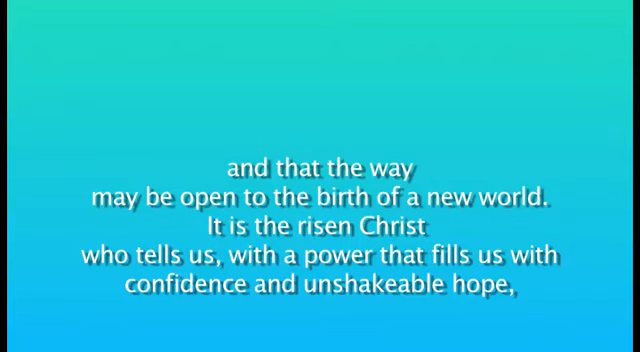 and that the way
may be open to the birth of a new world.
It is the risen Christ
who tells us, with a power that fills us with
confidence and unshakeable hope,